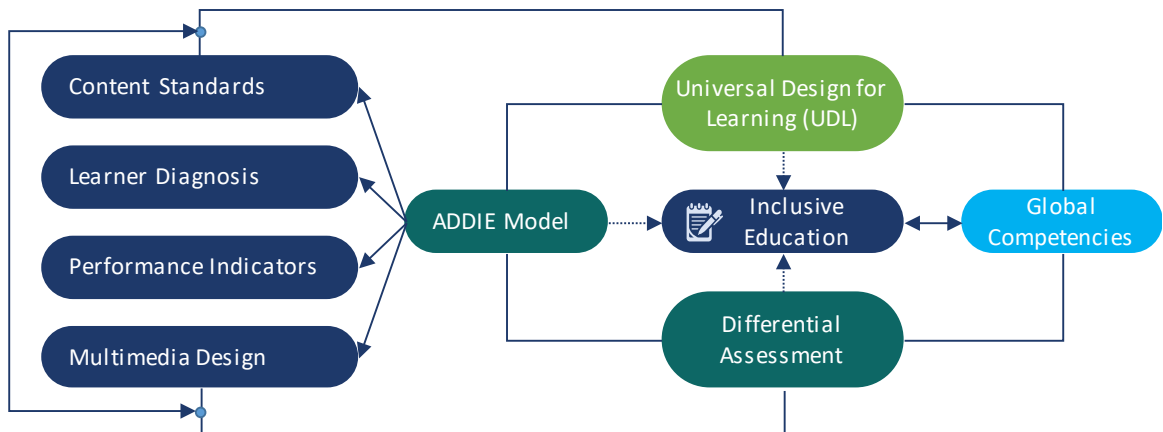 Content Standards
Learner Diagnosis
Performance Indicators
Multimedia Design
ADDIE Model
Universal Design for
Learning (UDL)
Inclusive
Education
Differential
Assessment
Global
Competencies